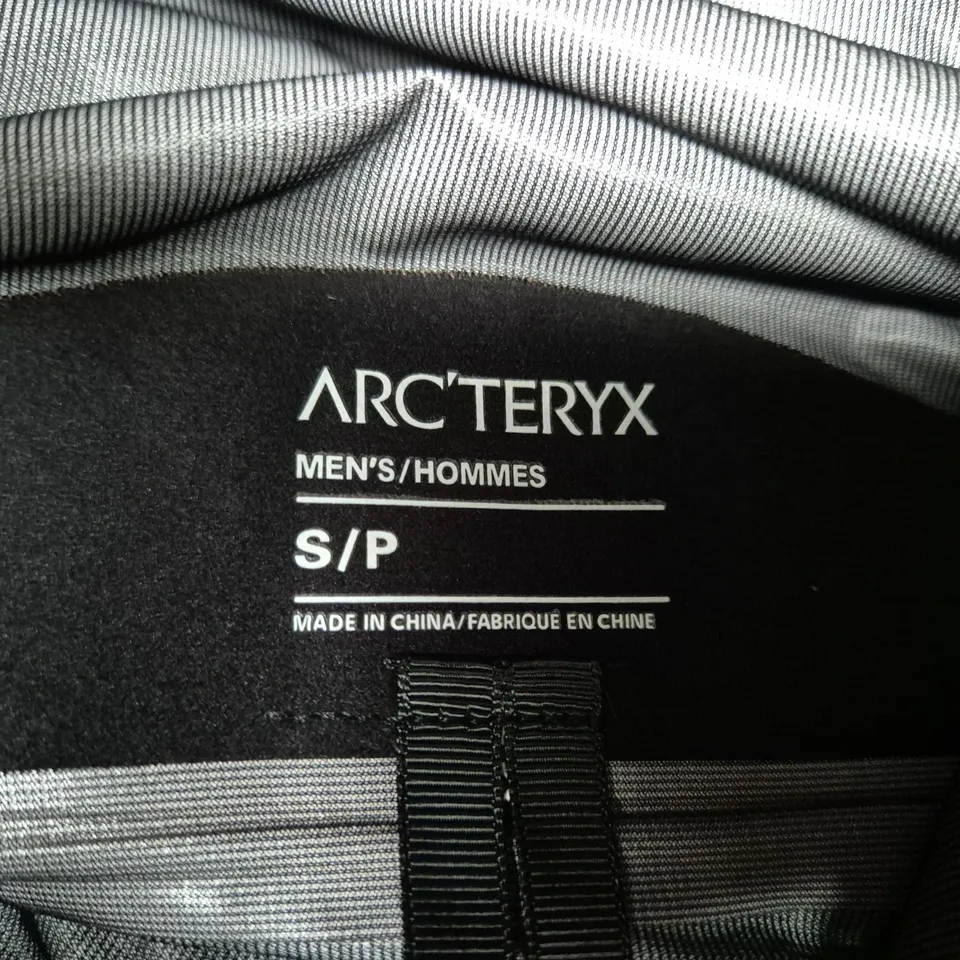 ARC'TERYX
MEN'S/HOMMES
S/P
MADE IN CHINA/FABRIQUÉ EN CHINE